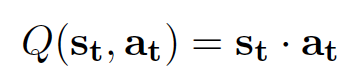 Q(sₜ, aₜ) = sₜ · aₜ